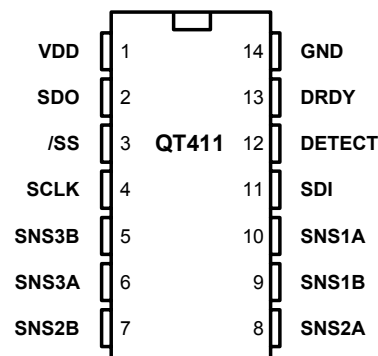 VDD 1 14 GND
SDO 2 13 DRDY
/SS 3 QT411 12 DETECT
SCLK 4 11 SDI
SNS3B 5 10 SNS1A
SNS3A 6 9 SNS1B
SNS2B 7 8 SNS2A